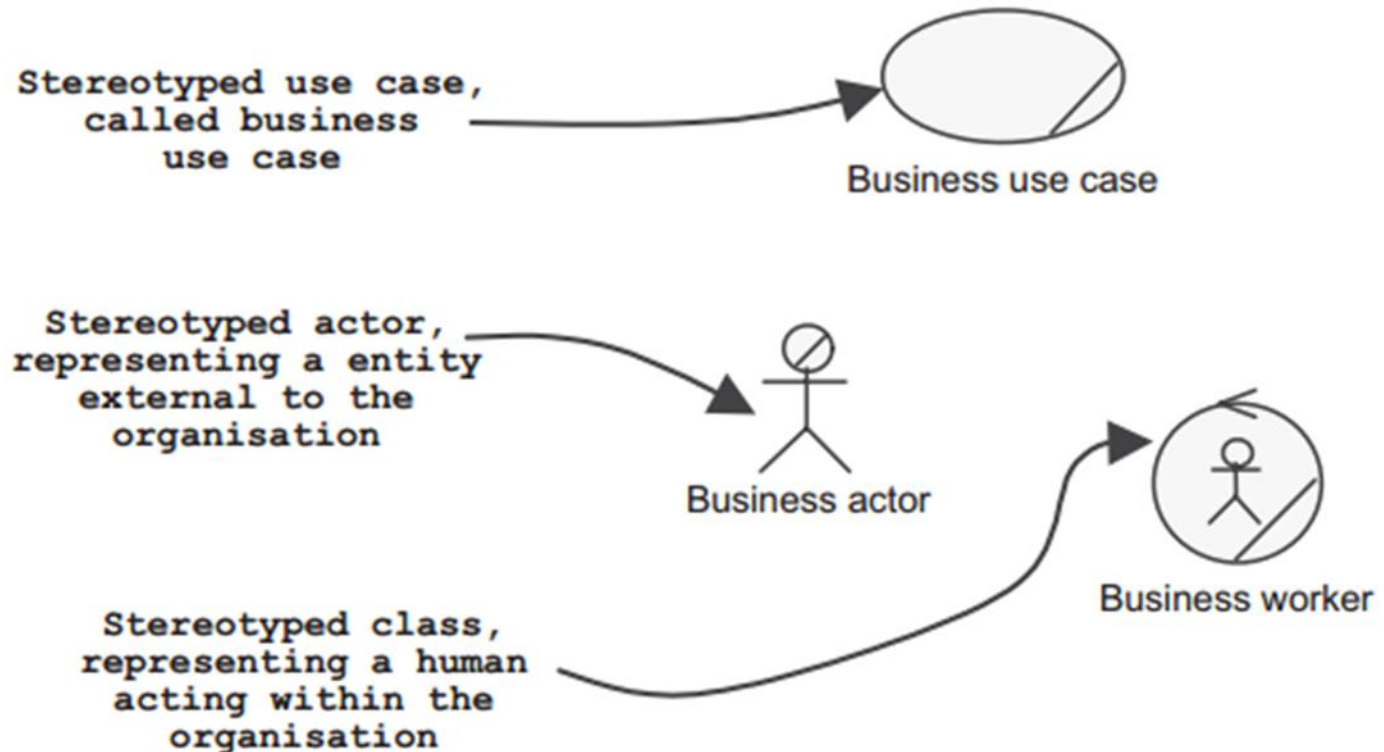 Stereotyped use case,
called business
use case
Business use case
Stereotyped actor,
representing a entity
external to the
organisation
Business actor
Business worker
Stereotyped class,
representing a human
acting within the
organisation